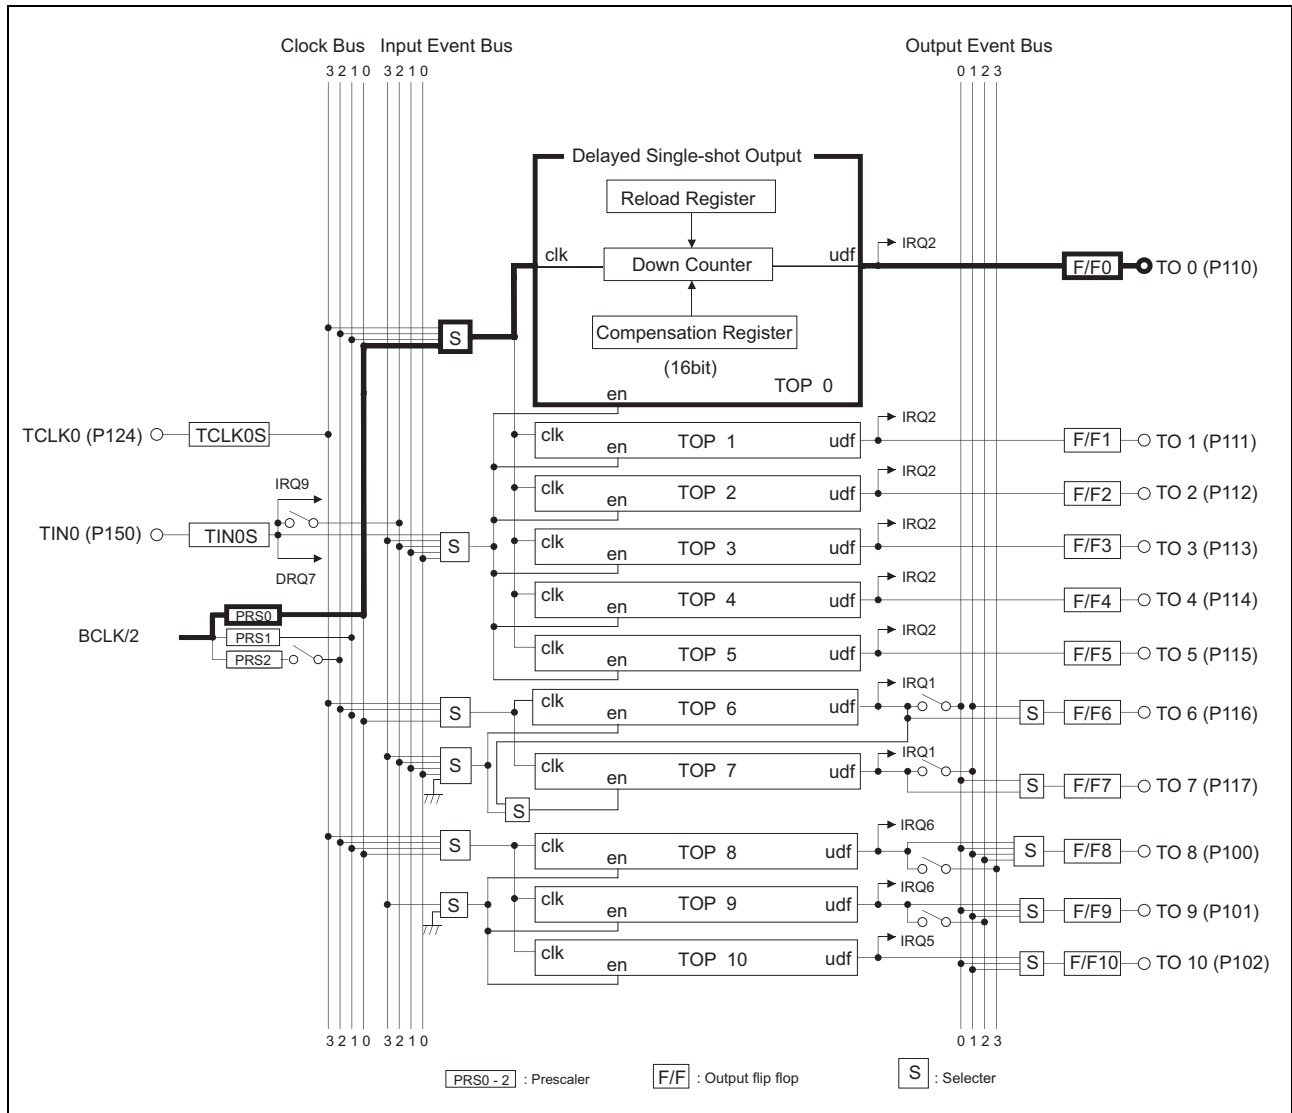 Clock Bus Input Event Bus Output Event Bus
3 2 1 0 3 2 1 0 0 1 2 3
Delayed Single-shot Output
Reload Register
clk Down Counter udf IRQ2
F/F0 TO 0 (P110)
S Compensation Register
(16bit)
TOP 0
en
TCLK0 (P124) TCLK0S clk TOP 1 udf IRQ2 F/F1 TO 1 (P111)
en
IRQ9 clk TOP 2 udf IRQ2 F/F2 TO 2 (P112)
en
TIN0 (P150) TIN0S S clk TOP 3 udf IRQ2 F/F3 TO 3 (P113)
en
DRQ7
clk TOP 4 udf IRQ2 F/F4 TO 4 (P114)
en
BCLK/2 PRS0
PRS1
PRS2
clk TOP 5 udf IRQ2 F/F5 TO 5 (P115)
en
S clk TOP 6 udf IRQ1 S F/F6 TO 6 (P116)
en
S clk TOP 7 udf IRQ1 S F/F7 TO 7 (P117)
en
S
S clk TOP 8 udf IRQ6 S F/F8 TO 8 (P100)
en
S clk TOP 9 udf IRQ6 S F/F9 TO 9 (P101)
en
clk TOP 10 udf IRQ5 S F/F10 TO 10 (P102)
en
3 2 1 0 3 2 1 0 0 1 2 3
PRS0 - 2 : Prescaler F/F : Output flip flop S : Selecter